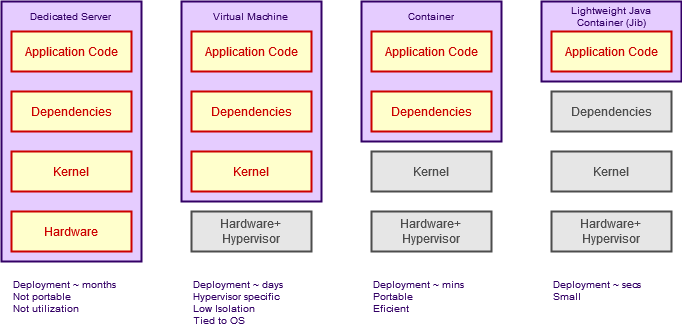 Dedicated Server
Application Code
Dependencies
Kernel
Hardware
Deployment ~ months
Not portable
Not utilization
Virtual Machine
Application Code
Dependencies
Kernel
Hardware+
Hypervisor
Deployment ~ days
Hypervisor specific
Low Isolation
Tied to OS
Container
Application Code
Dependencies
Kernel
Hardware+
Hypervisor
Deployment ~ mins
Portable
Eficient
Lightweight Java
Container (Jib)
Application Code
Dependencies
Kernel
Hardware+
Hypervisor
Deployment ~ secs
Small